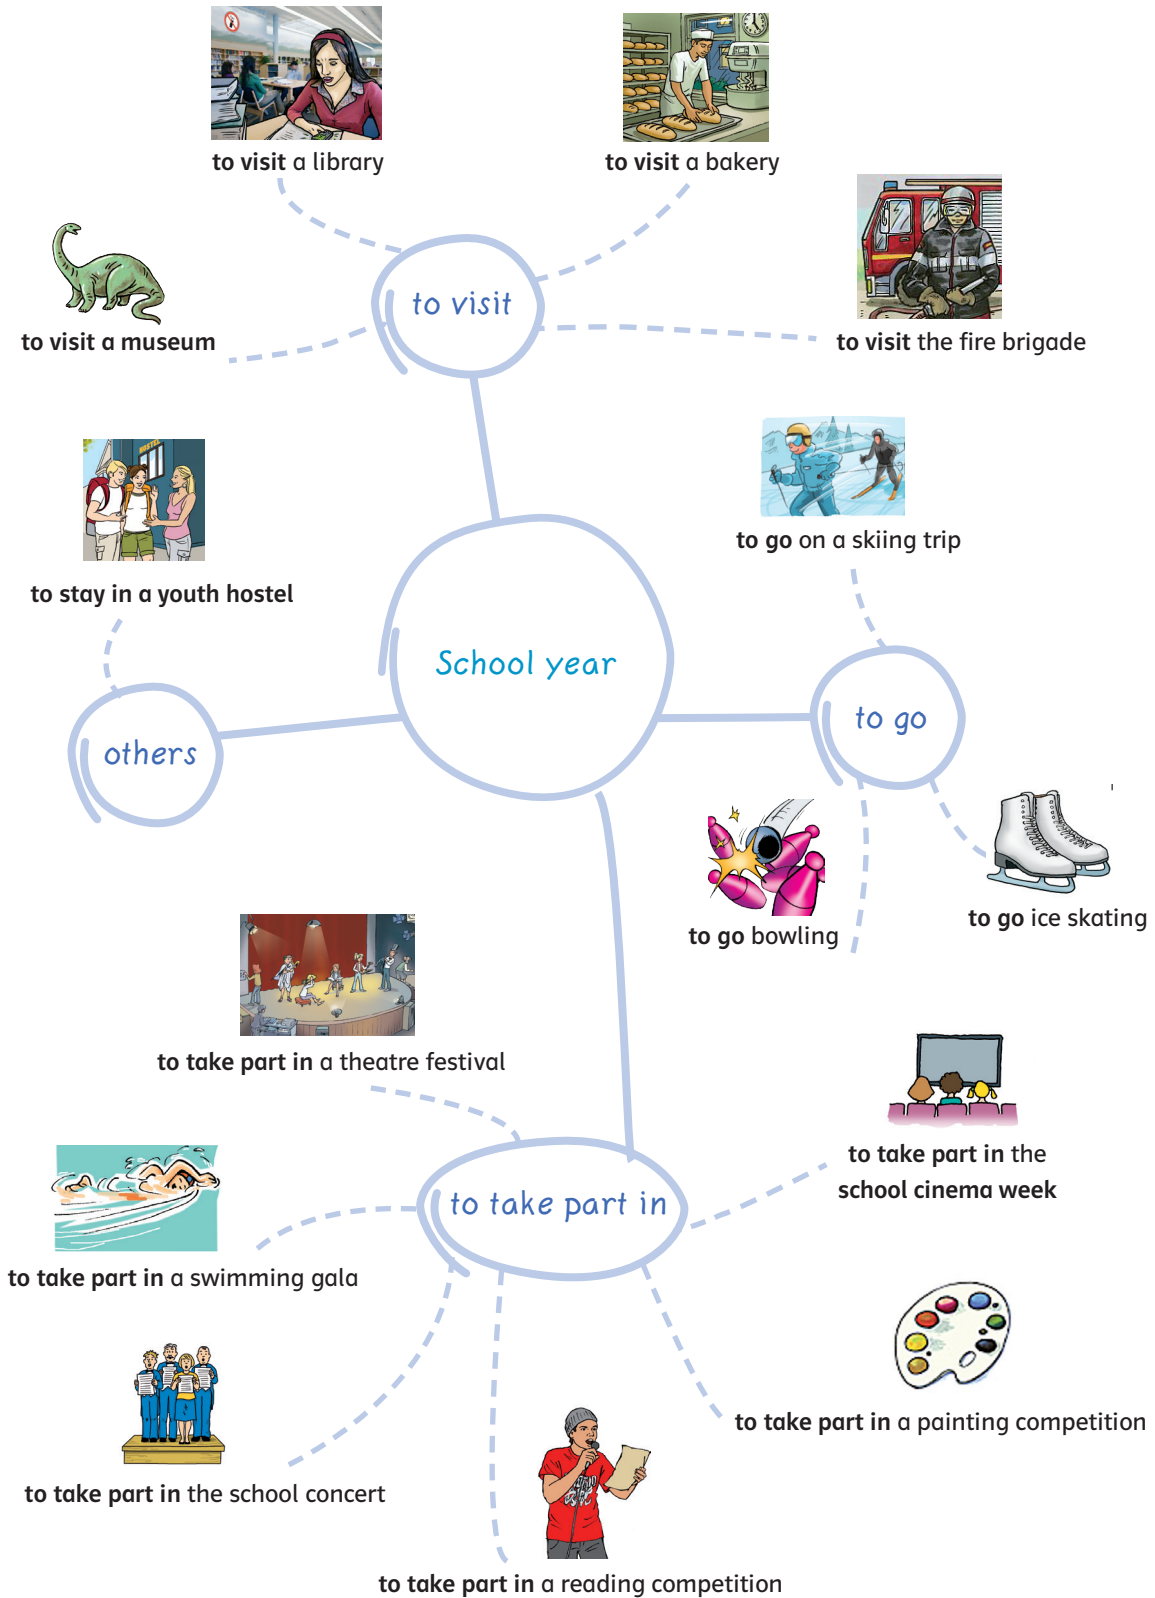 to visit a library
to visit a bakery
to visit
to visit a museum
to visit the fire brigade
HOSTEL
to go on a skiing trip
to stay in a youth hostel
School year
to go
others
to go ice skating
to go bowling
to take part in a theatre festival
to take part in the
school cinema week
to take part in
to take part in a swimming gala
to take part in a painting competition
to take part in the school concert
to take part in a reading competition